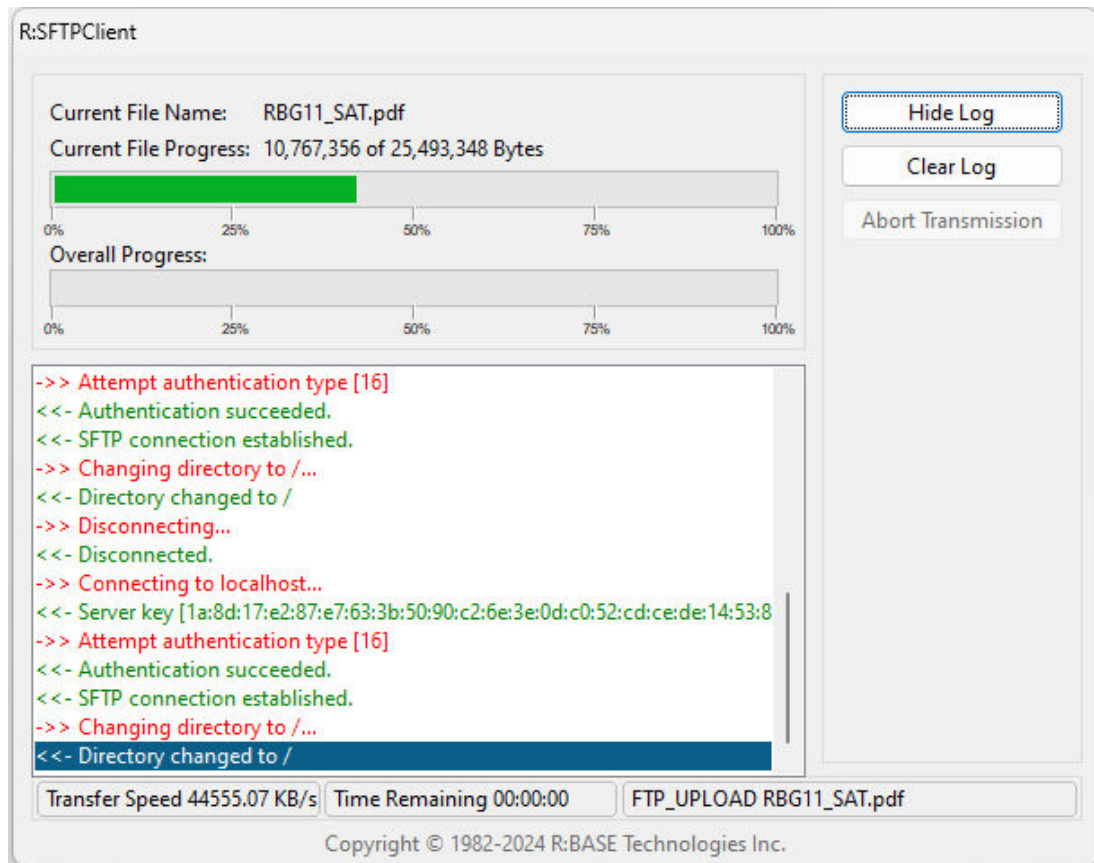 R:SFTPClient
Current File Name: RBG11_SAT.pdf
Current File Progress: 10,767,356 of 25,493,348 Bytes
0% 25% 50% 75% 100%
Overall Progress:
0% 25% 50% 75% 100%
Hide Log
Clear Log
Abort Transmission
->> Attempt authentication type [16]
<<- Authentication succeeded.
<<- SFTP connection established.
->> Changing directory to /...
<<- Directory changed to /
->> Disconnecting...
<<- Disconnected.
->> Connecting to localhost...
<<- Server key [1a:8d:17:e2:87:e7:63:3b:50:90:c2:6e:3e:0d:c0:52:cd:ce:de:14:53:8
->> Attempt authentication type [16]
<<- Authentication succeeded.
<<- SFTP connection established.
->> Changing directory to /...
<<- Directory changed to /
Transfer Speed 44555.07 KB/s Time Remaining 00:00:00 FTP_UPLOAD RBG11_SAT.pdf
Copyright © 1982-2024 R:BASE Technologies Inc.